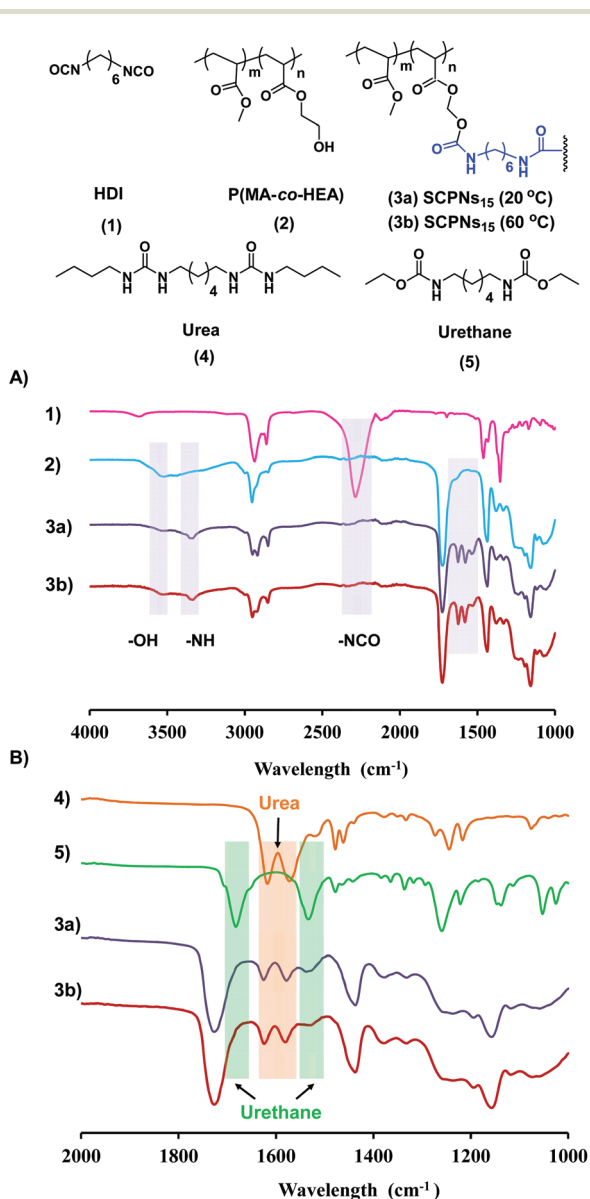 OCN
6
NCO
m
n
O
O
O
O
OH
m
n
O
O
O
O
O
O
N
H
6
H
N
O
HDI
P(MA-co-HEA)
(3a) SCPNs15 (20 °C)
(1)
(2)
(3b) SCPNs15 (60 °C)
O
N
H
N
H
4
H
N
O
H
N
O
O
N
H
4
H
N
O
O
Urea
Urethane
(4)
(5)
A)
1)
2)
3a)
3b)
-OH
-NH
-NCO
4000 3500 3000 2500 2000 1500 1000
Wavelength (cm-1)
B)
4)
Urea
5)
3a)
3b)
Urethane
2000 1800 1600 1400 1200 1000
Wavelength (cm-1)